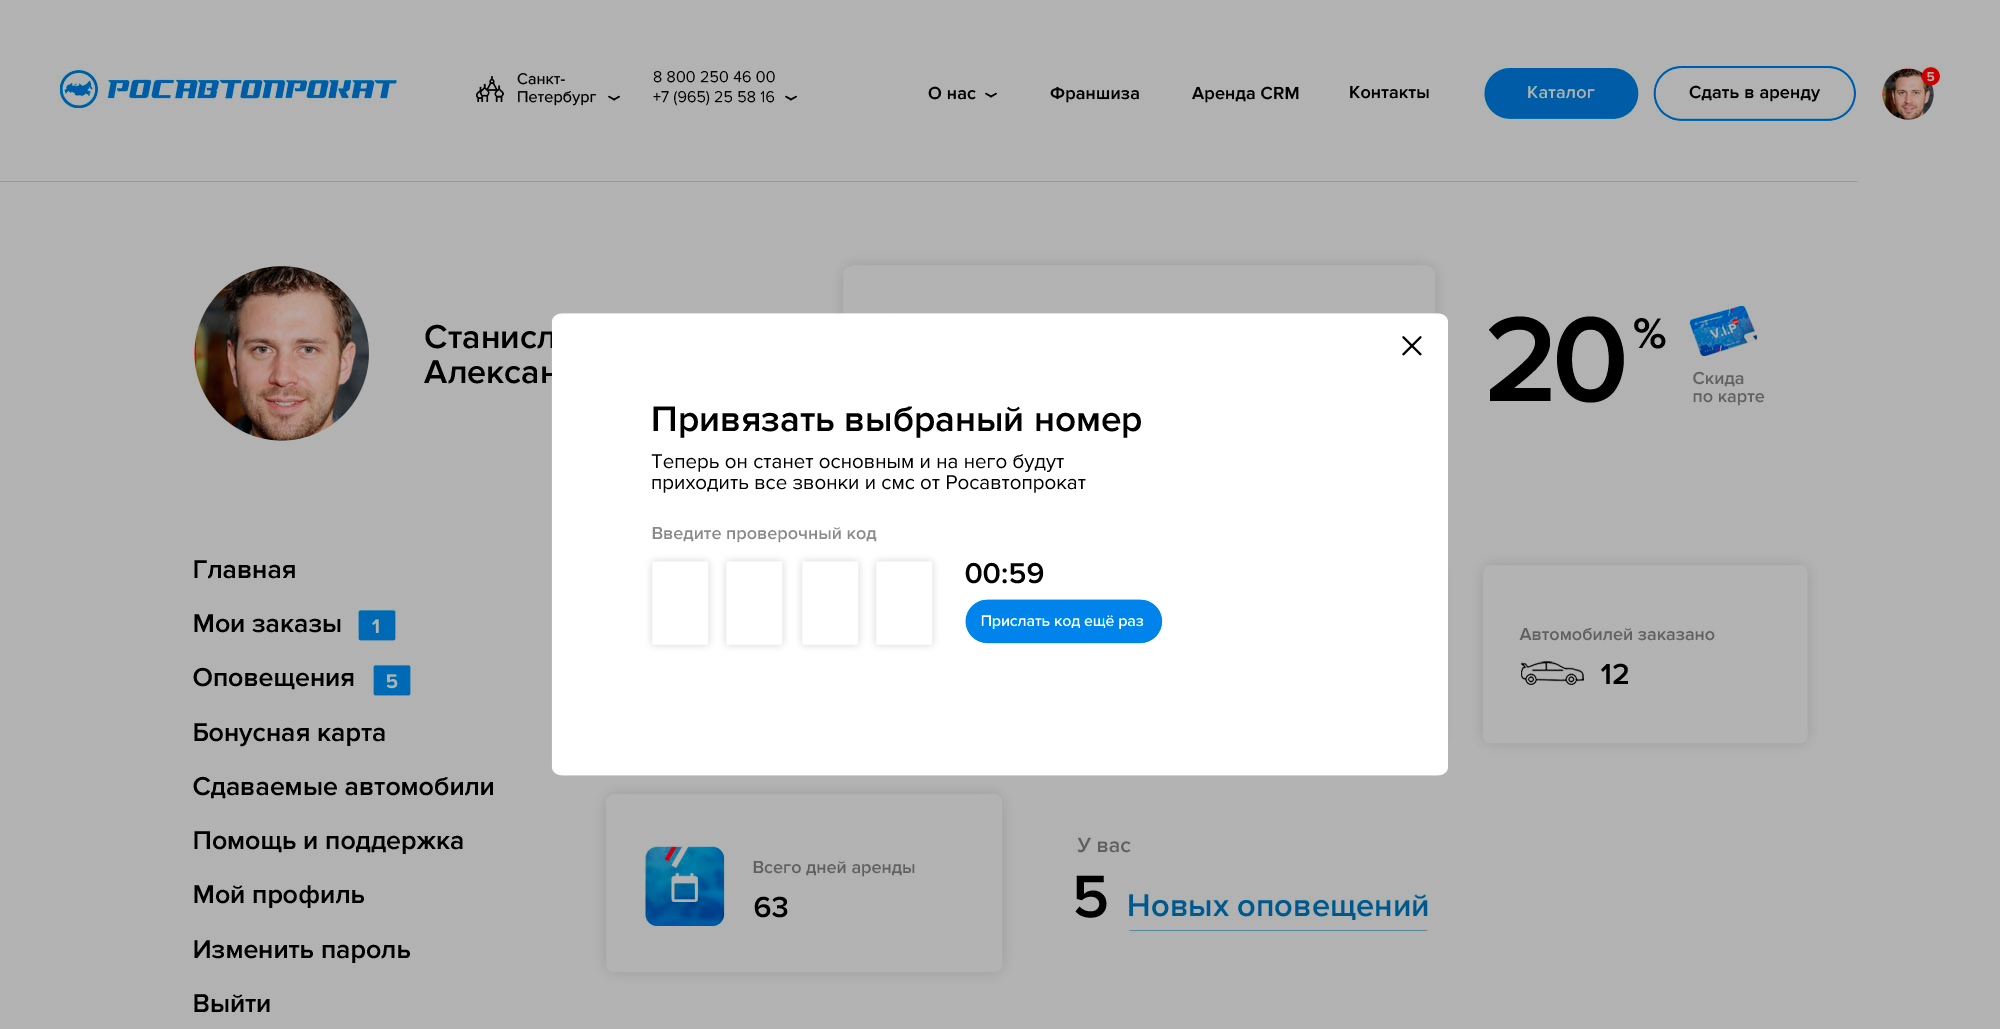 РОСАВТОПРОКАТ
Санкт-
Петербург
8 800 250 46 00
+7 (965) 25 58 16
О нас
Франшиза
Аренда CRM
Контакты
Каталог
Сдать в аренду
5
20%
V.I.P
Скида
по карте
Привязать выбраный номер
Теперь он станет основным и на него будут
приходить все звонки и смс от Росавтопрокат
Введите проверочный код
00:59
Прислать код ещё раз
Главная
Мои заказы 1
Оповещения 5
Бонусная карта
Сдаваемые автомобили
Помощь и поддержка
Мой профиль
Изменить пароль
Выйти
Автомобилей заказано
12
Всего дней аренды
63
У вас
5 Новых оповещений